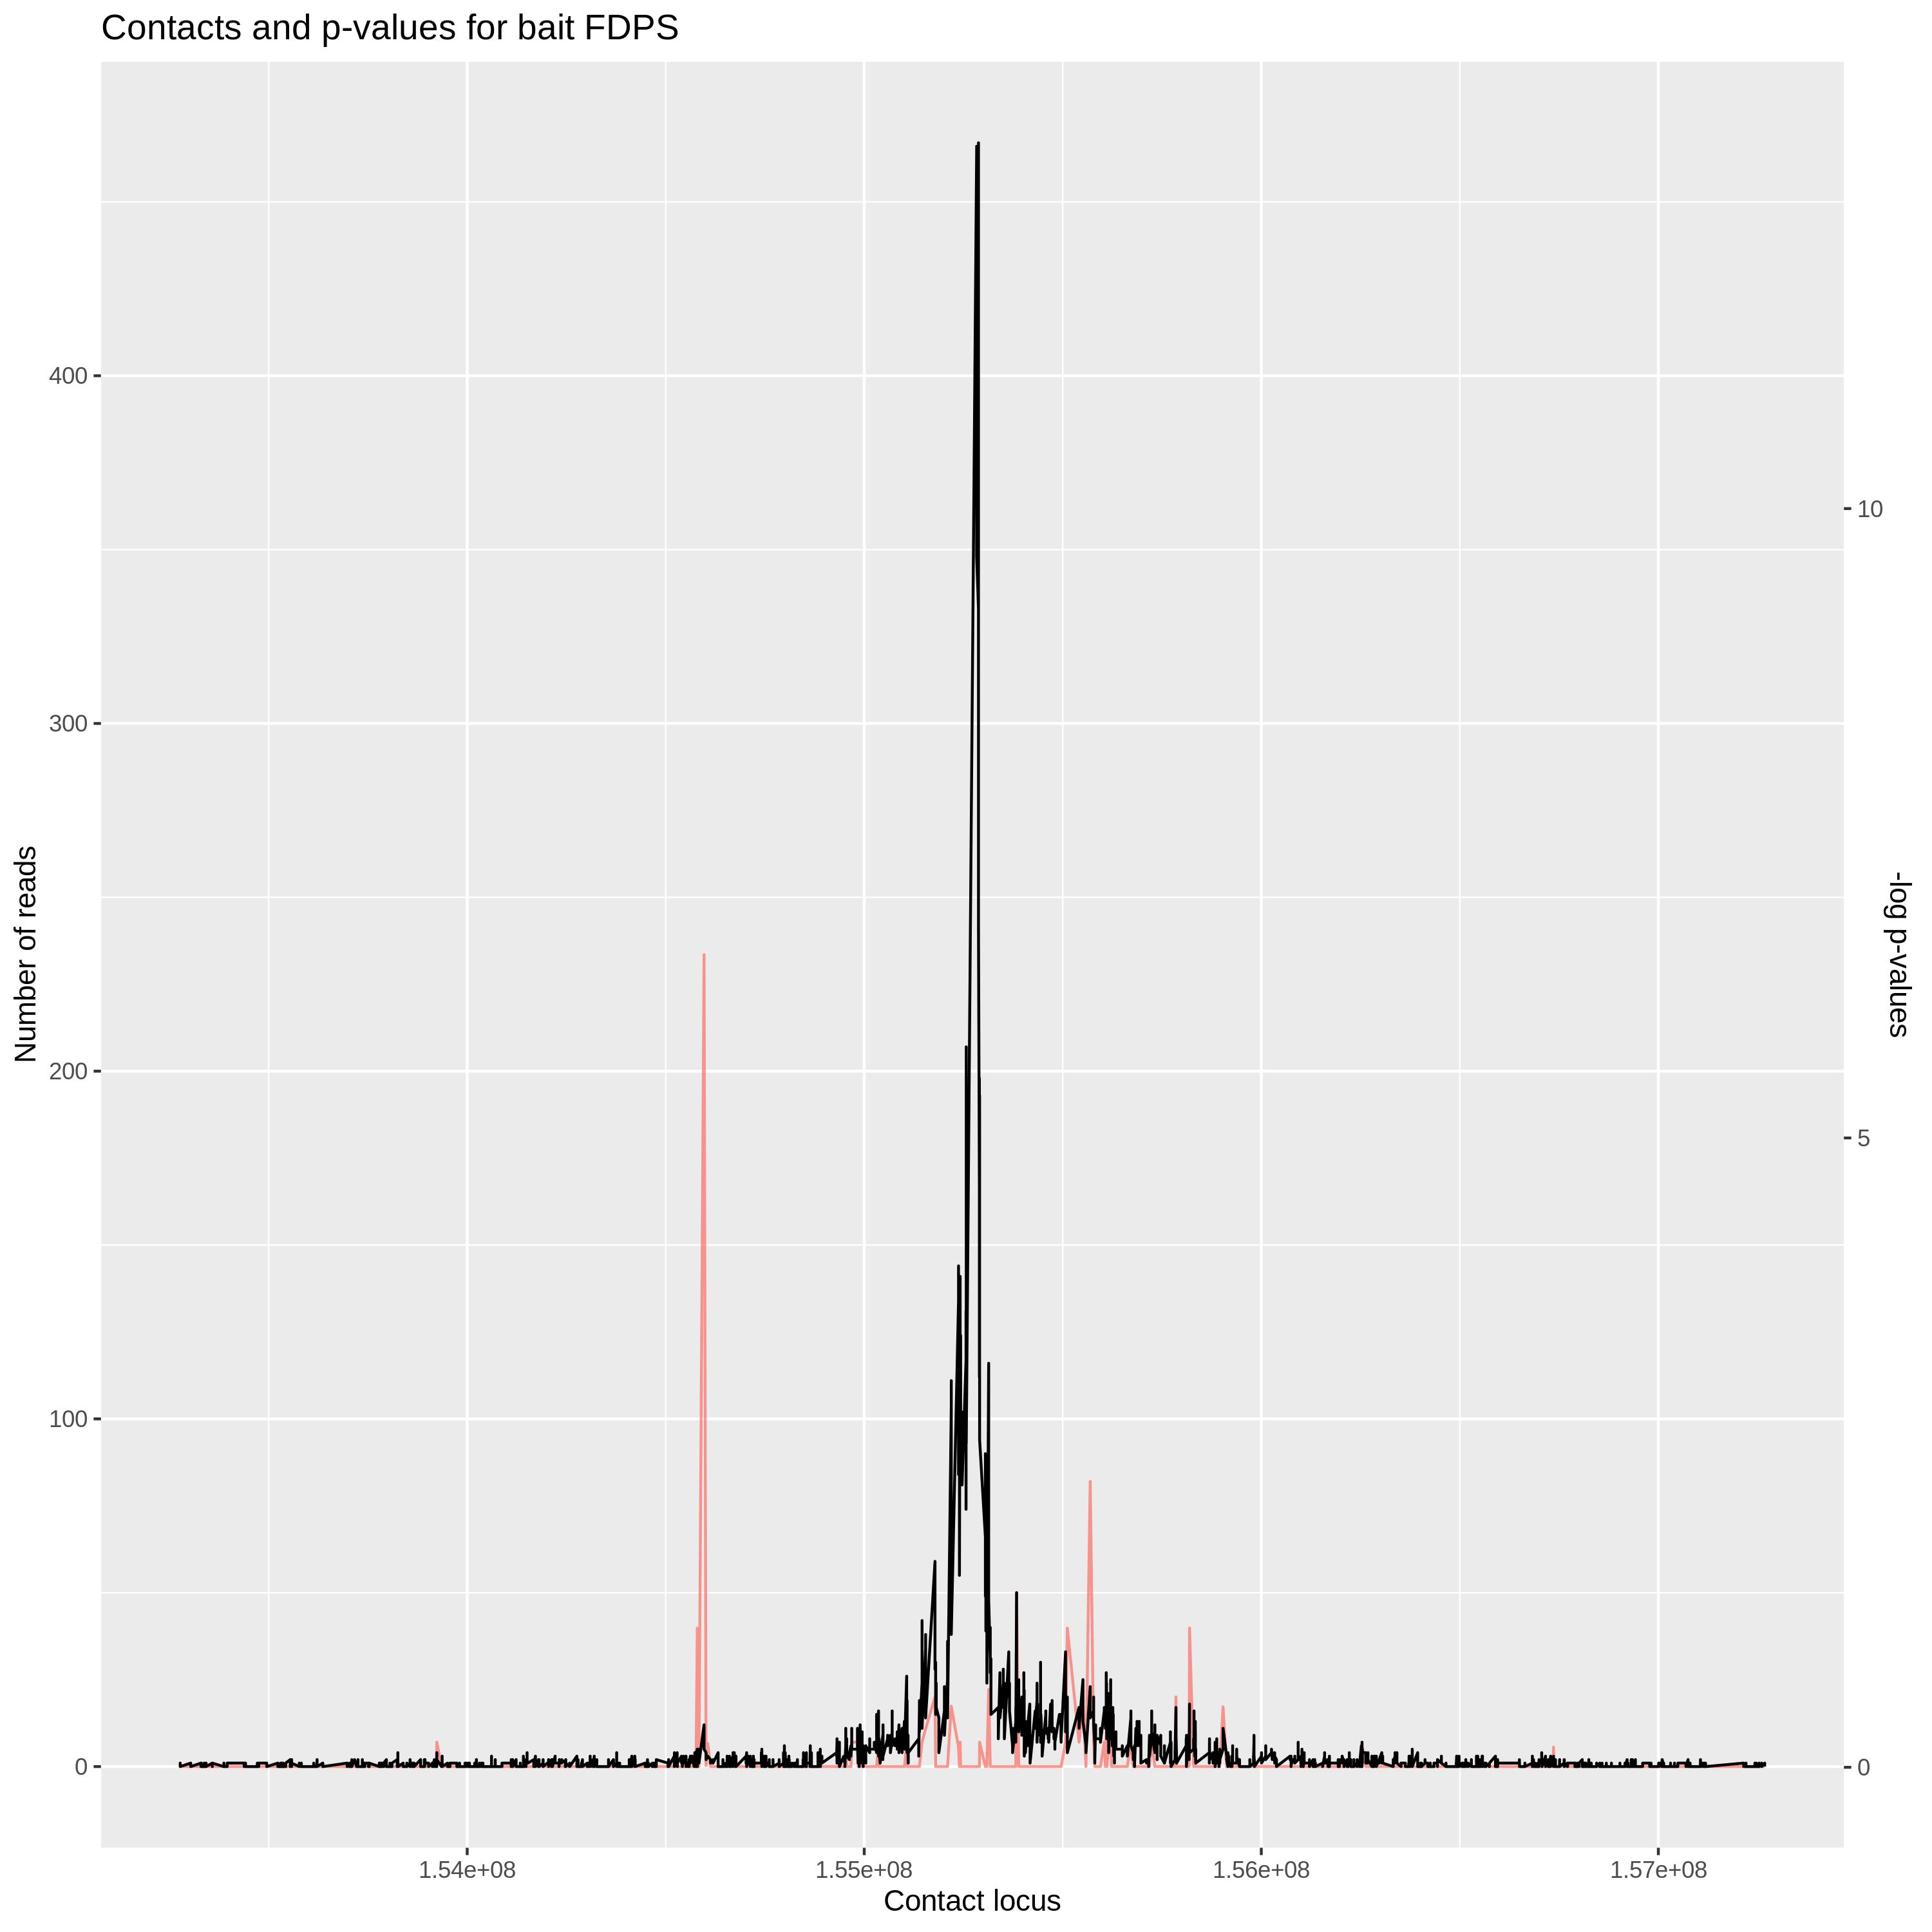 Contacts and p-values for bait FDPS
Number of reads
400
300
200
100
0
10
5
0
-log p-values
1.54e+08
1.55e+08
1.56e+08
1.57e+08
Contact locus